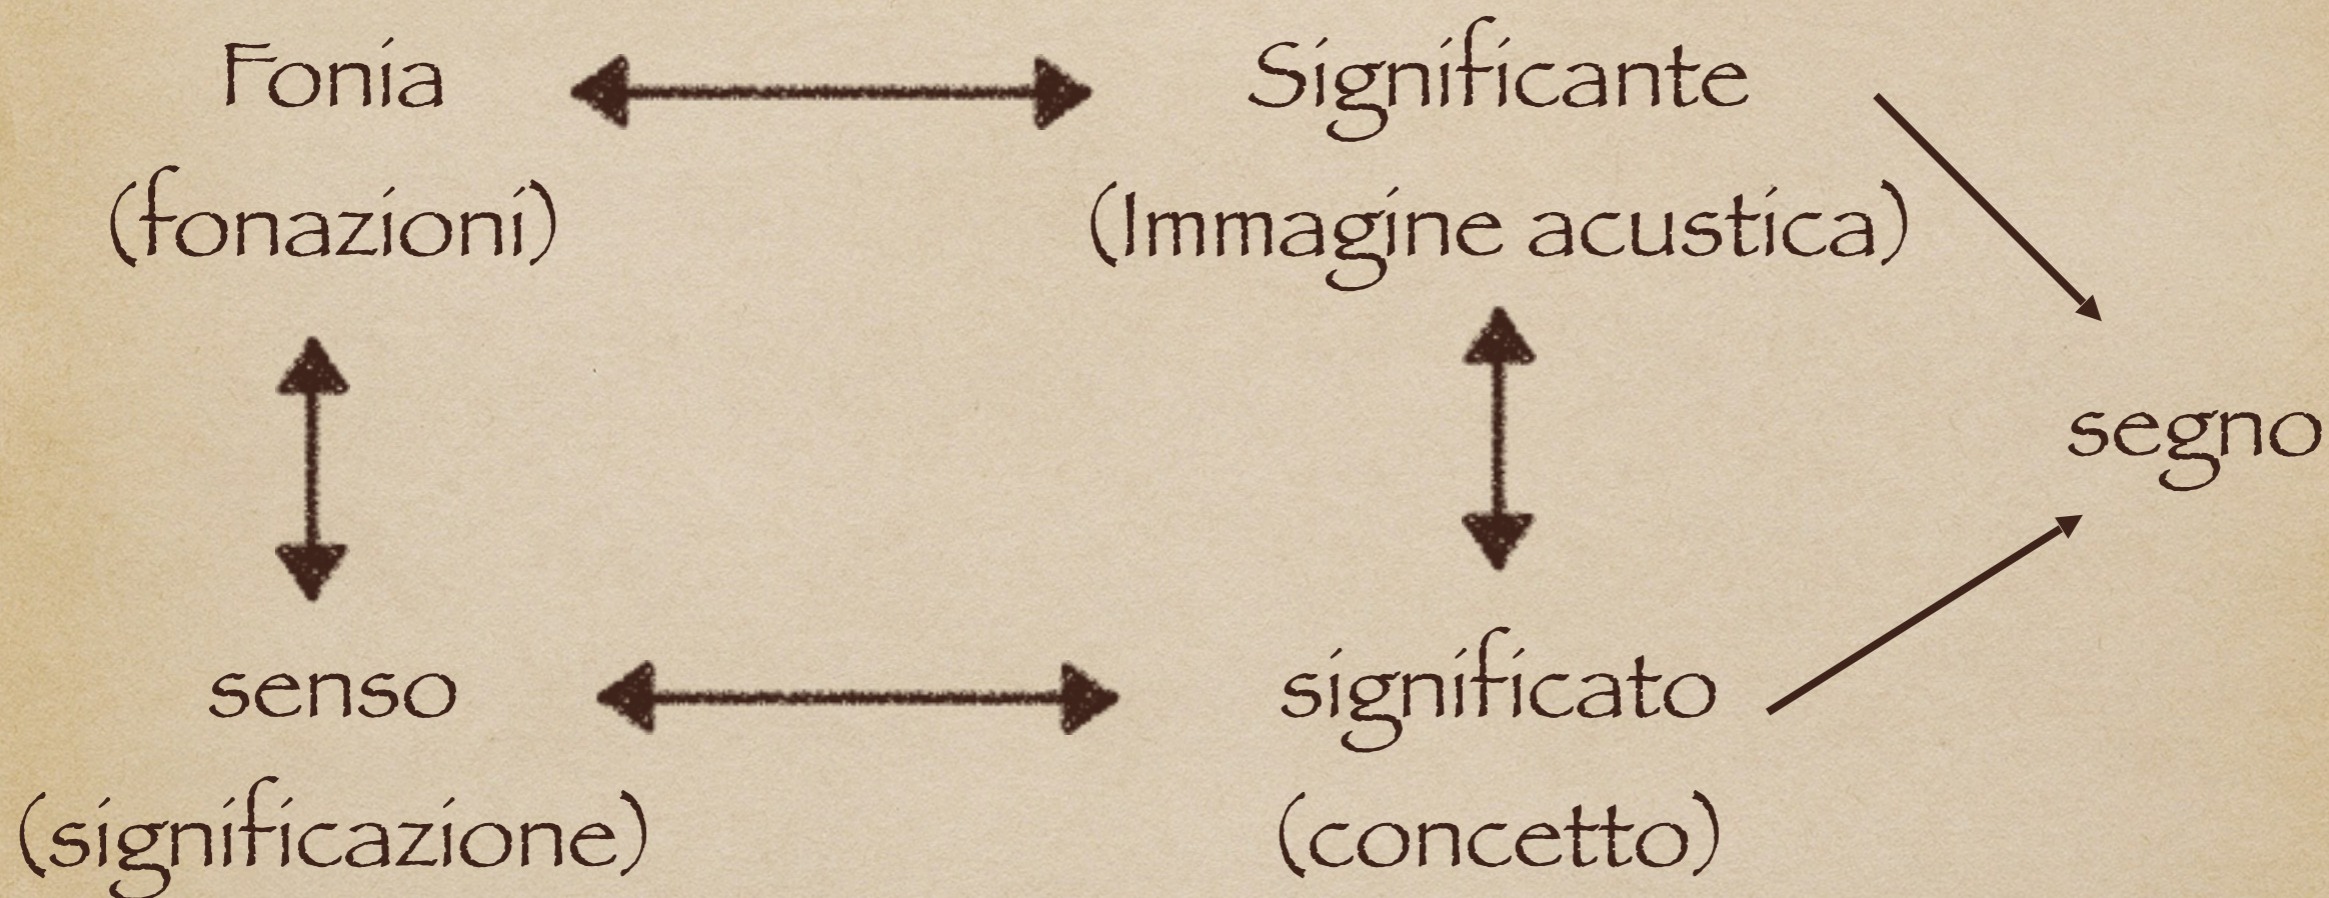 Fonia
Significante
(fonazioni)
(Immagine acustica)
segno
senso
significato
(significazione)
(concetto)